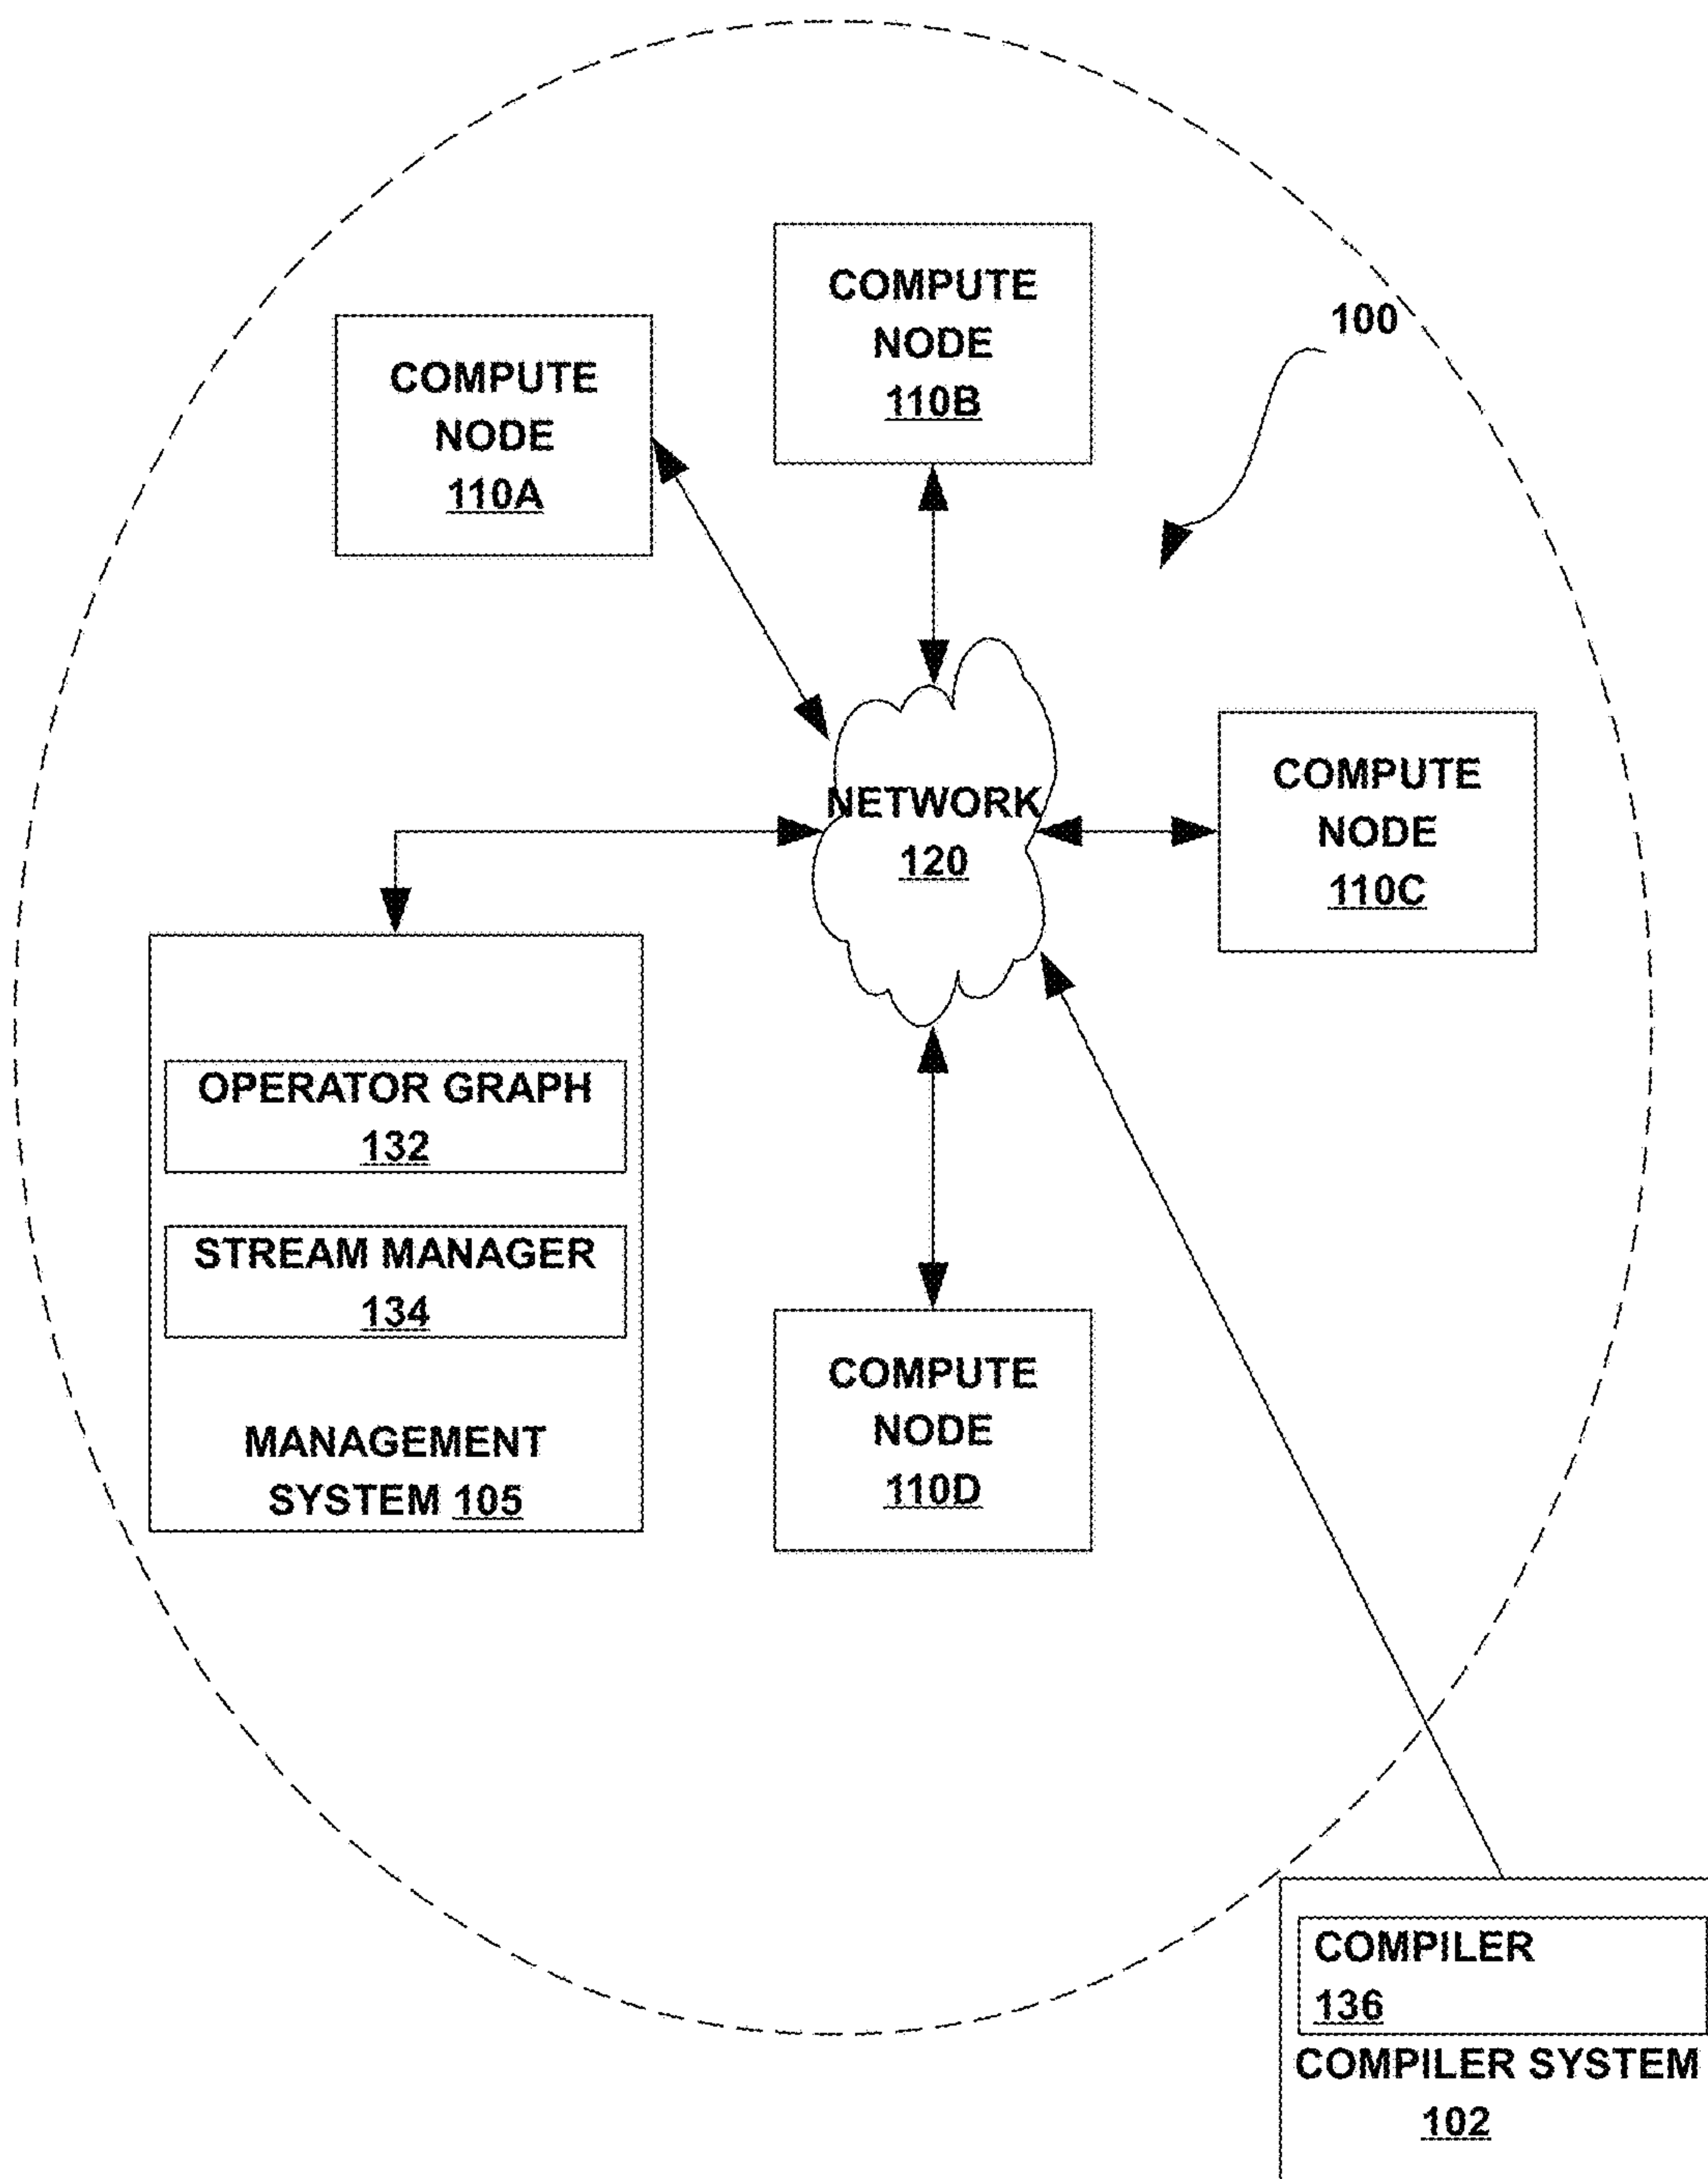 COMPUTE
NODE
110B
100
COMPUTE
NODE
110A
NETWORK
120
COMPUTE
NODE
110C
OPERATOR GRAPH
132
STREAM MANAGER
134
MANAGEMENT
SYSTEM 105
COMPUTE
NODE
110D
COMPILER
136
COMPILER SYSTEM
102